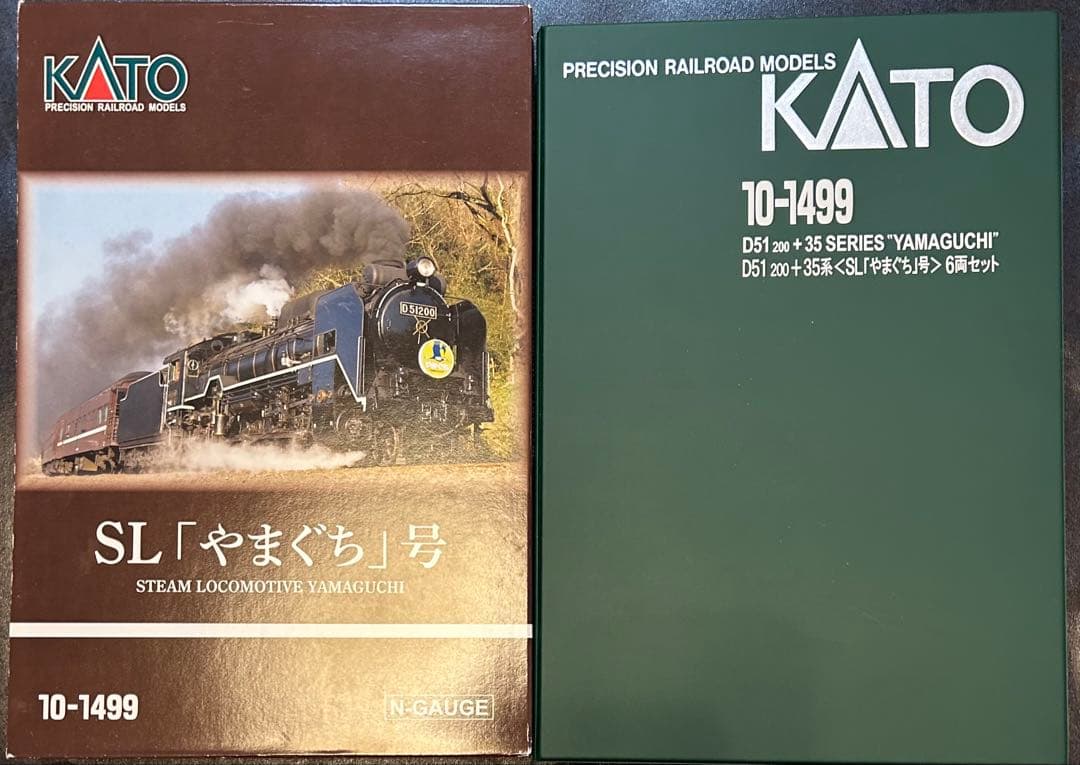 KATO
PRECISION RAILROAD MODELS
D51200
SL「やまぐち」号
STEAM LOCOMOTIVE YAMAGUCHI
10-1499
N-GAUGE
PRECISION RAILROAD MODELS
KATO
10-1499
D51 200 + 35 SERIES "YAMAGUCHI"
D51 200+35系<SL「やまぐち」号> 6両セット